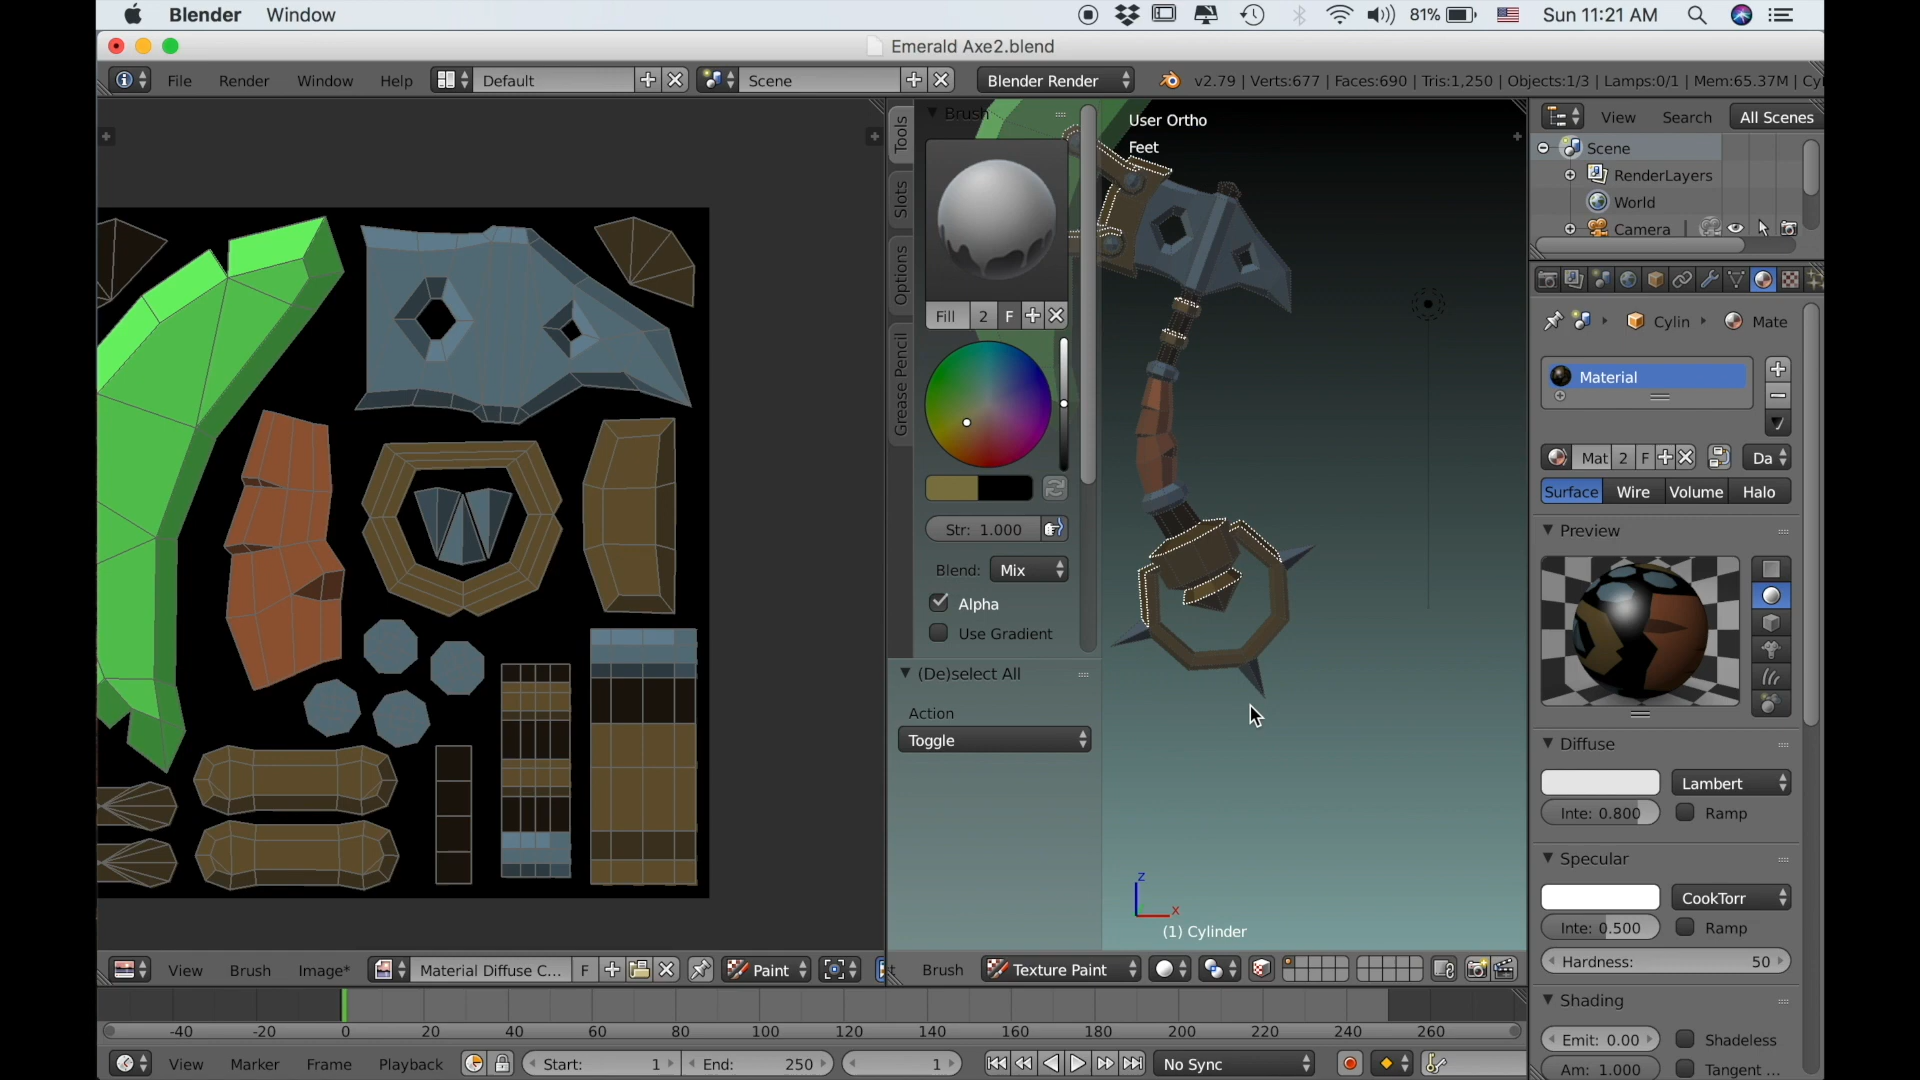 Blender Window 81% Sun 11:21 AM
Emerald Axe2.blend
File Render Window Help Default Scene Blender Render v2.79 | Verts:677 | Faces:690 | Tris:1,250 | Objects:1/3 | Lamps:0/1 | Mem:65.37M | Cy
Tools
Slots
Options
Grease Pencil
Brush
Fill 2 F
Str: 1.000
Blend: Mix
Alpha
Use Gradient
(De)select All
Action
Toggle
User Ortho
Feet
z
x
(1) Cylinder
View Search All Scenes
Scene
RenderLayers
World
Camera
Cylin Mate
Material
Mat 2 F Da
Surface Wire Volume Halo
Preview
Diffuse
Lambert
Inte: 0.800 Ramp
Specular
CookTorr
Inte: 0.500 Ramp
Hardness: 50
Shading
Emit: 0.00 Shadeless
Am: 1.000 Tangent ...
View Brush Image* Material Diffuse C... F Paint
Brush Texture Paint
-40 -20 0 20 40 60 80 100 120 140 160 180 200 220 240 260
View Marker Frame Playback Start: 1 End: 250 1 No Sync